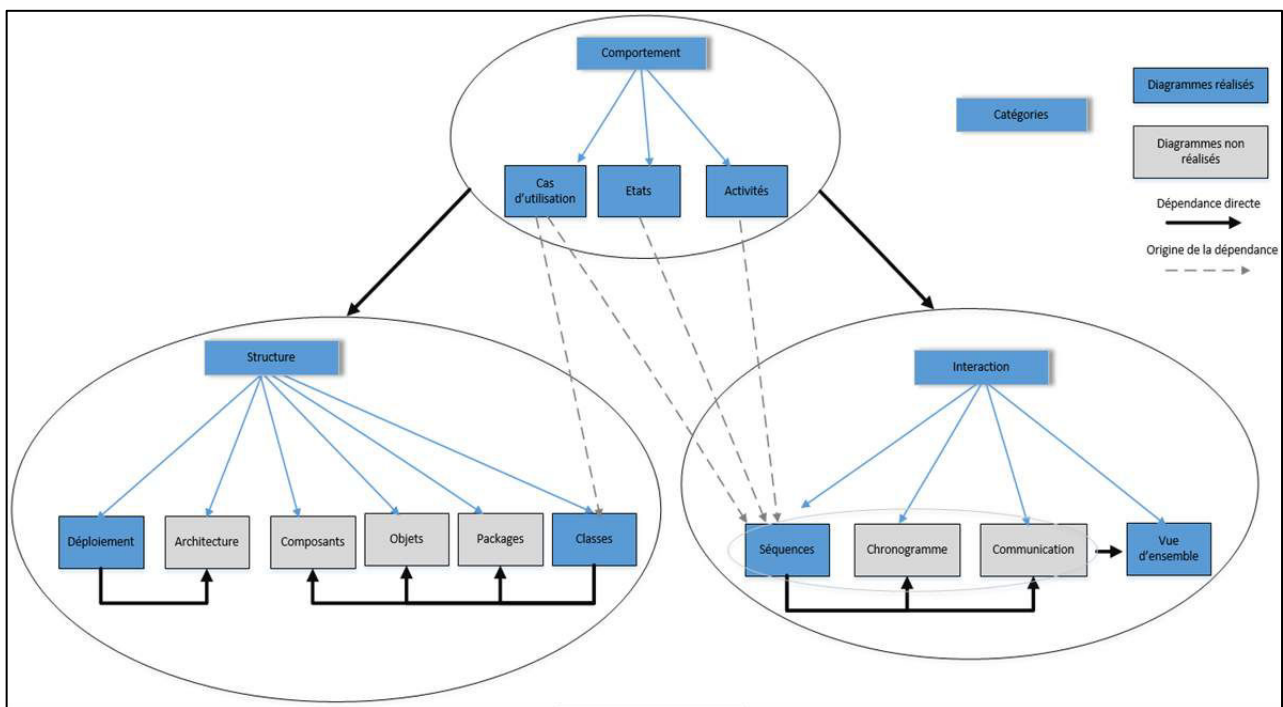 Comportement
Diagrammes réalisés
Catégories
Diagrammes non
réalisés
Cas
d'utilisation
Etats
Activités
Dépendance directe
Origine de la dépendance
Structure
Interaction
Déploiement
Architecture
Composants
Objets
Packages
Classes
Séquences
Chronogramme
Communication
Vue
d'ensemble